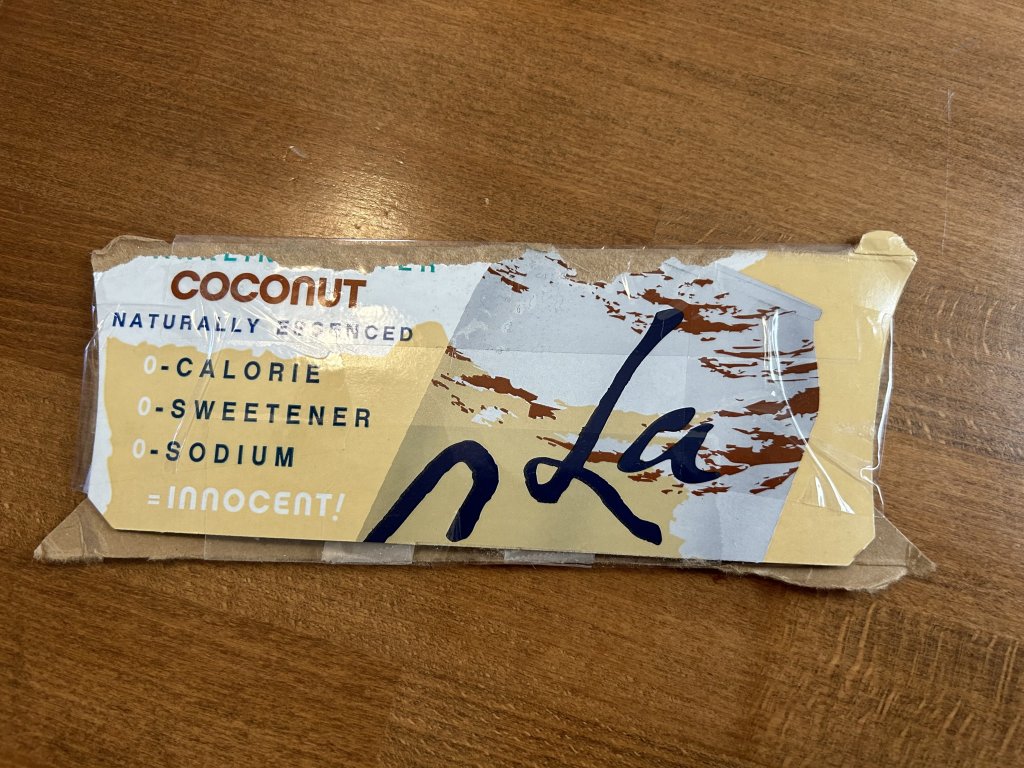 COCONUT
NATURALLY ESSENCED
0-CALORIE
0-SWEETENER
0-SODIUM
=INNOCENT!
La